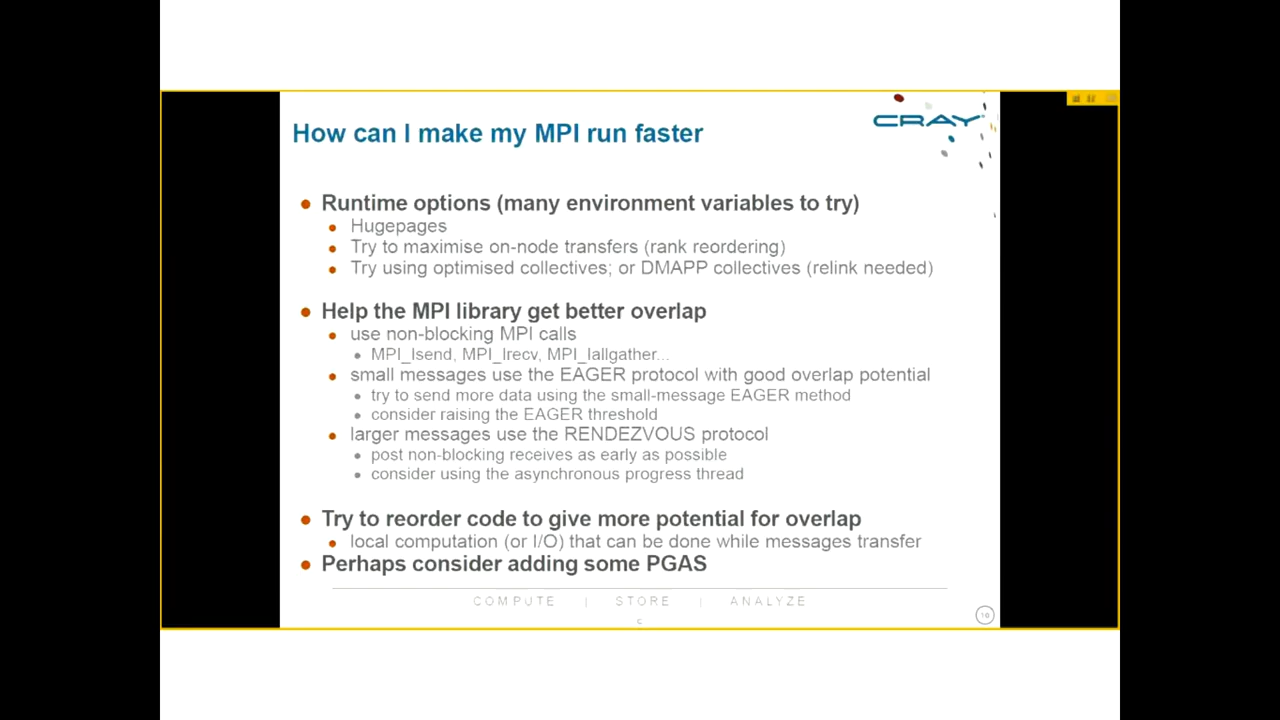 CRAY
How can I make my MPI run faster
Runtime options (many environment variables to try)
Hugepages
Try to maximise on-node transfers (rank reordering)
Try using optimised collectives; or DMAPP collectives (relink needed)
Help the MPI library get better overlap
use non-blocking MPI calls
MPI_Isend, MPI_Irecv, MPI_Iallgather...
small messages use the EAGER protocol with good overlap potential
try to send more data using the small-message EAGER method
consider raising the EAGER threshold
larger messages use the RENDEZVOUS protocol
post non-blocking receives as early as possible
consider using the asynchronous progress thread
Try to reorder code to give more potential for overlap
local computation (or I/O) that can be done while messages transfer
Perhaps consider adding some PGAS
COMPUTE | STORE | ANALYZE